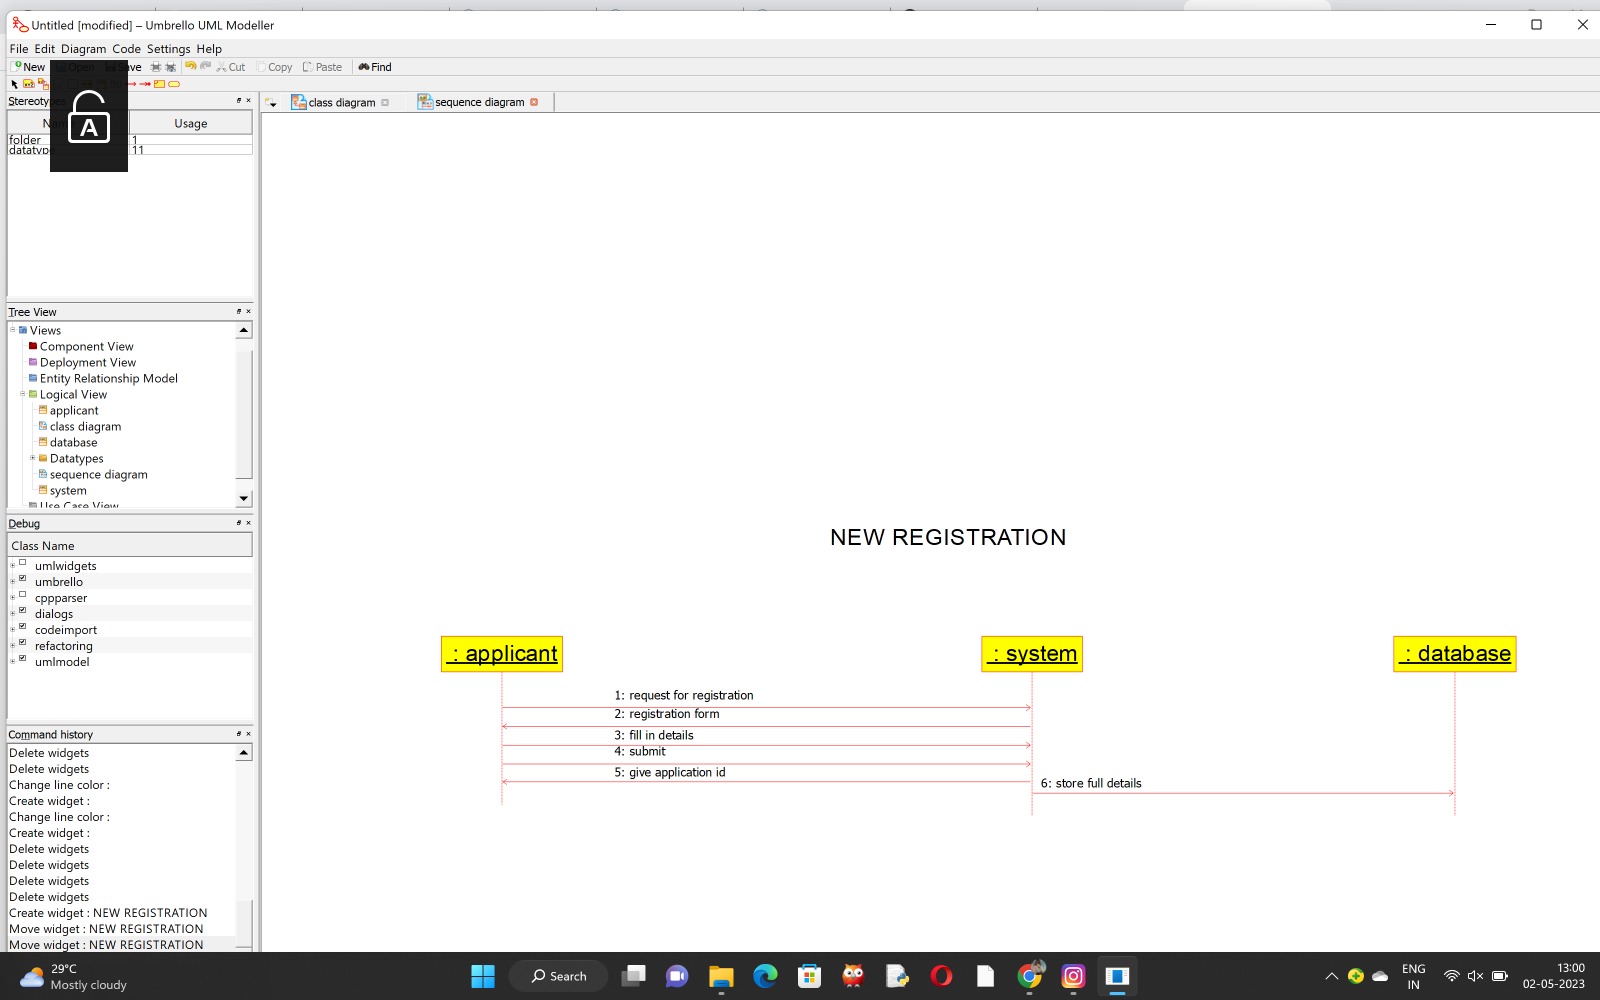 Untitled [modified] – Umbrello UML Modeller
File Edit Diagram Code Settings Help
New Open Save Cut Copy Paste Find
Stereotypes
class diagram
sequence diagram
A
Usage
folder 1
datatype 11
Tree View
Views
Component View
Deployment View
Entity Relationship Model
Logical View
applicant
class diagram
database
Datatypes
sequence diagram
system
Use Case View
Debug
Class Name
umlwidgets
umbrello
cppparser
dialogs
codeimport
refactoring
umlmodel
Command history
Delete widgets
Delete widgets
Change line color :
Create widget :
Change line color :
Create widget :
Delete widgets
Delete widgets
Delete widgets
Delete widgets
Create widget : NEW REGISTRATION
Move widget : NEW REGISTRATION
Move widget : NEW REGISTRATION
NEW REGISTRATION
: applicant
: system
: database
1: request for registration
2: registration form
3: fill in details
4: submit
5: give application id
6: store full details
29°C
Mostly cloudy
Search
ENG
IN
13:00
02-05-2023